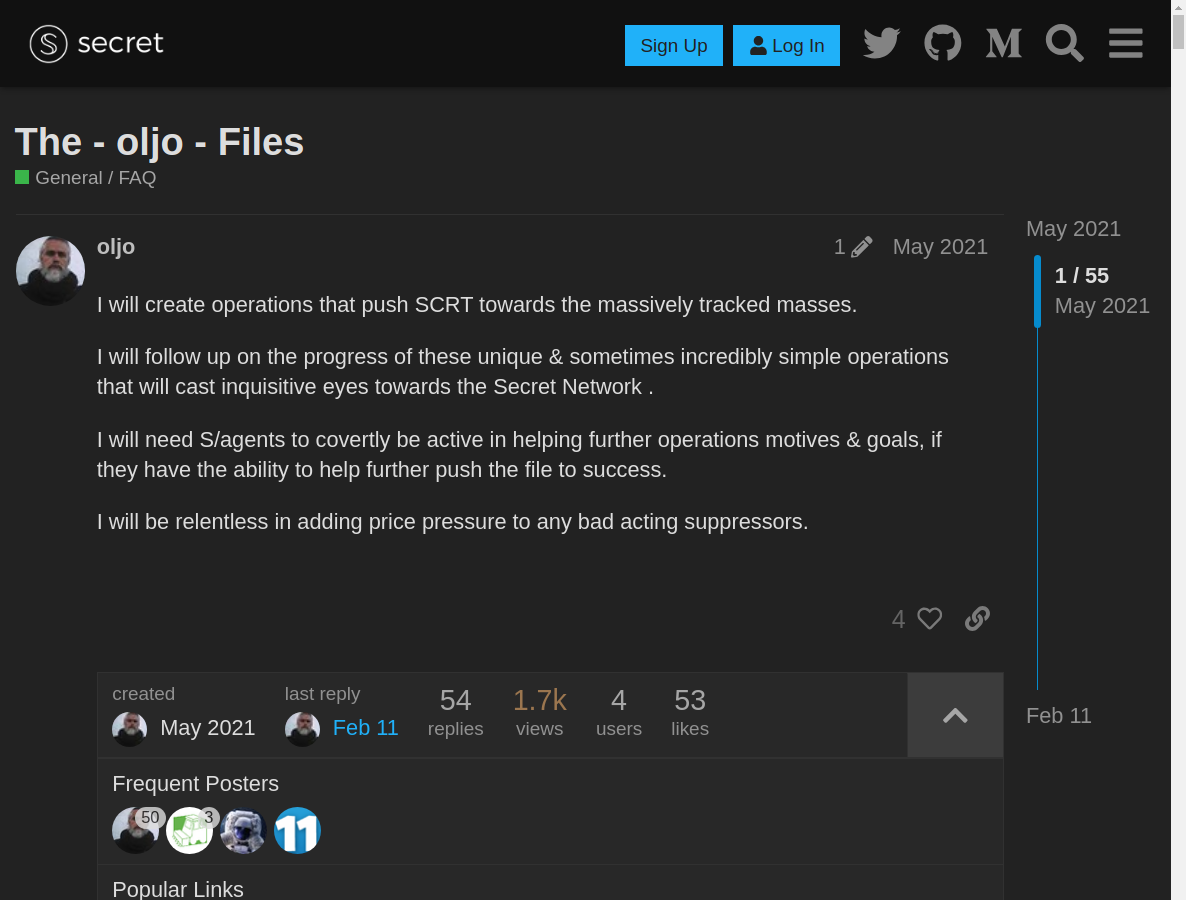 secret
Sign Up
Log In
The - oljo - Files
General / FAQ
oljo
1
May 2021
I will create operations that push SCRT towards the massively tracked masses.
I will follow up on the progress of these unique & sometimes incredibly simple operations
that will cast inquisitive eyes towards the Secret Network .
I will need S/agents to covertly be active in helping further operations motives & goals, if
they have the ability to help further push the file to success.
I will be relentless in adding price pressure to any bad acting suppressors.
4
May 2021
1 / 55
May 2021
Feb 11
created
May 2021
last reply
Feb 11
54
replies
1.7k
views
4
users
53
likes
Frequent Posters
50
3
11
Popular Links